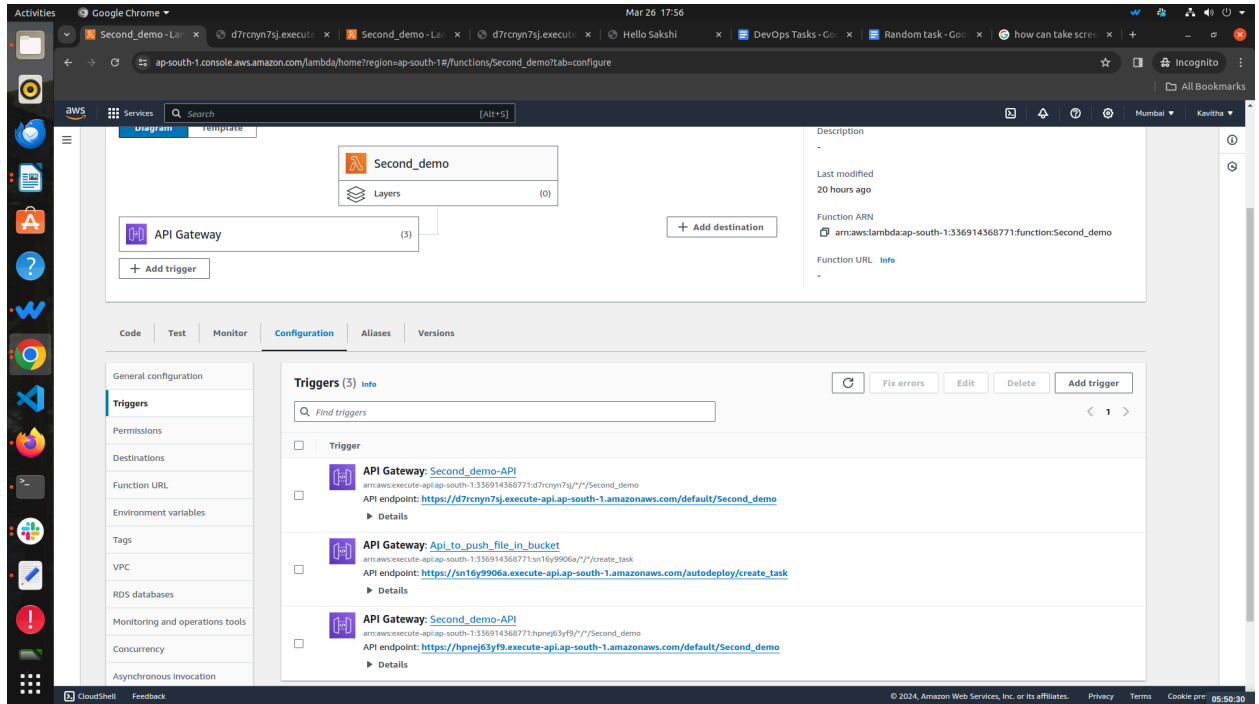 Activities
Google Chrome
Mar 26 17:56
Second_demo - Lan
d7rcnyn7sj.execute
Second_demo - Lan
d7rcnyn7sj.execute
Hello Sakshi
DevOps Tasks - Goo
Random task - Goo
how can take scree
ap-south-1.console.aws.amazon.com/lambda/home?region=ap-south-1#/functions/Second_demo?tab=configure
Incognito
All Bookmarks
aws
Services
Search
[Alt+S]
Mumbai
Kavitha
Diagram
Template
Second_demo
Layers
(0)
API Gateway
(3)
+ Add trigger
+ Add destination
Description
-
Last modified
20 hours ago
Function ARN
arn:aws:lambda:ap-south-1:336914368771:function:Second_demo
Function URL Info
-
Code
Test
Monitor
Configuration
Aliases
Versions
General configuration
Triggers
Permissions
Destinations
Function URL
Environment variables
Tags
VPC
RDS databases
Monitoring and operations tools
Concurrency
Asynchronous invocation
Triggers (3) Info
Fix errors
Edit
Delete
Add trigger
Find triggers
1
Trigger
API Gateway: Second_demo-API
arn:aws:execute-api:ap-south-1:336914368771:d7rcnyn7sj/*/*/Second_demo
API endpoint: https://d7rcnyn7sj.execute-api.ap-south-1.amazonaws.com/default/Second_demo
Details
API Gateway: Api_to_push_file_in_bucket
arn:aws:execute-api:ap-south-1:336914368771:sn16y9906a/*/*/create_task
API endpoint: https://sn16y9906a.execute-api.ap-south-1.amazonaws.com/autodeploy/create_task
Details
API Gateway: Second_demo-API
arn:aws:execute-api:ap-south-1:336914368771:hpnej63yf9/*/*/Second_demo
API endpoint: https://hpnej63yf9.execute-api.ap-south-1.amazonaws.com/default/Second_demo
Details
CloudShell
Feedback
© 2024, Amazon Web Services, Inc. or its affiliates.
Privacy
Terms
Cookie pre
05:50:30